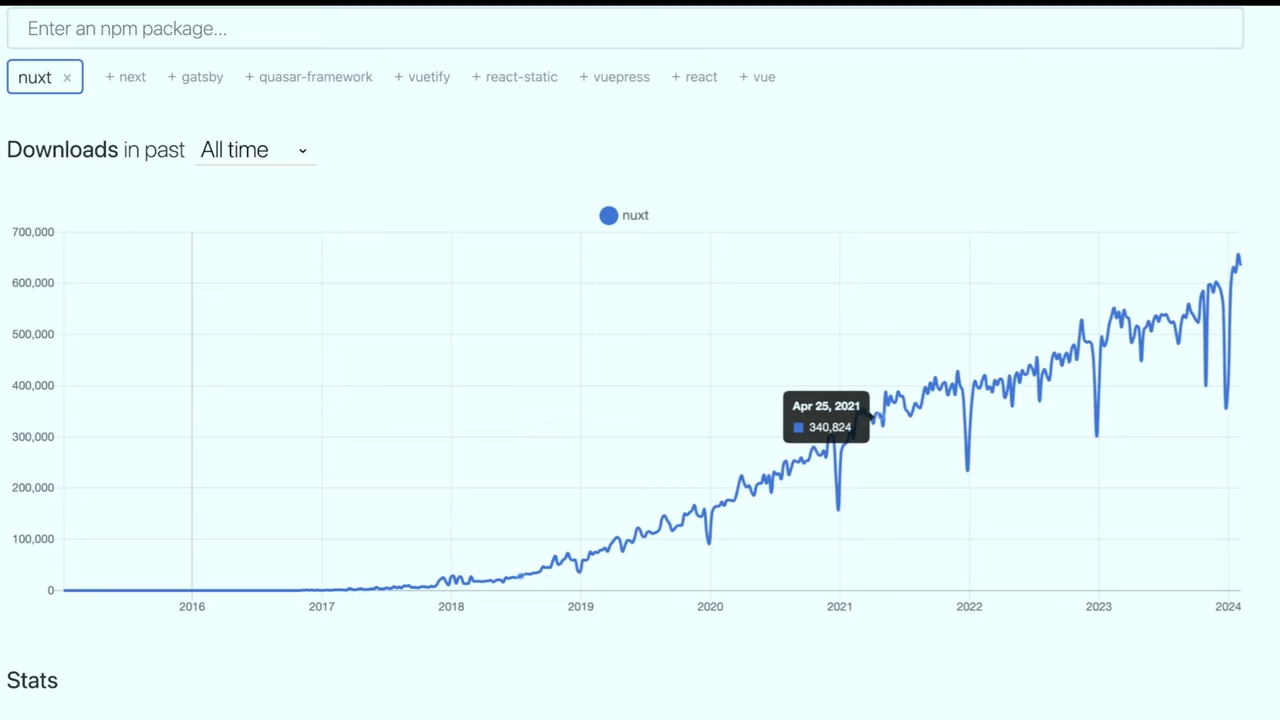 Enter an npm package...
nuxt × + next + gatsby + quasar-framework + vuetify + react-static + vuepress + react + vue
Downloads in past All time
nuxt
700,000
600,000
500,000
400,000
300,000
200,000
100,000
0
Apr 25, 2021
340,824
2016 2017 2018 2019 2020 2021 2022 2023 2024
Stats